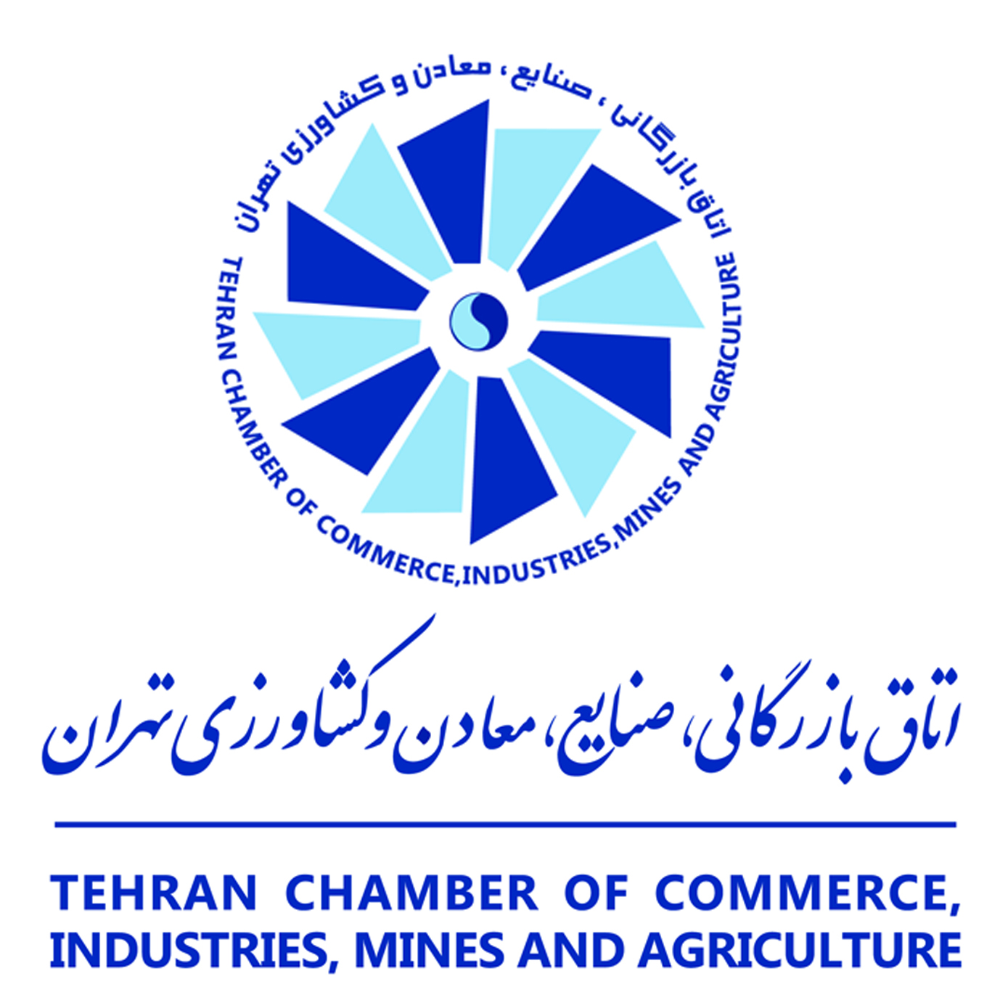 اتاق بازرگانی ، صنایع ، معادن و کشاورزی تهران
TEHRAN CHAMBER OF COMMERCE,INDUSTRIES,MINES AND AGRICULTURE
اتاق بازرگانی، صنایع، معادن و کشاورزی تهران
TEHRAN CHAMBER OF COMMERCE,
INDUSTRIES, MINES AND AGRICULTURE